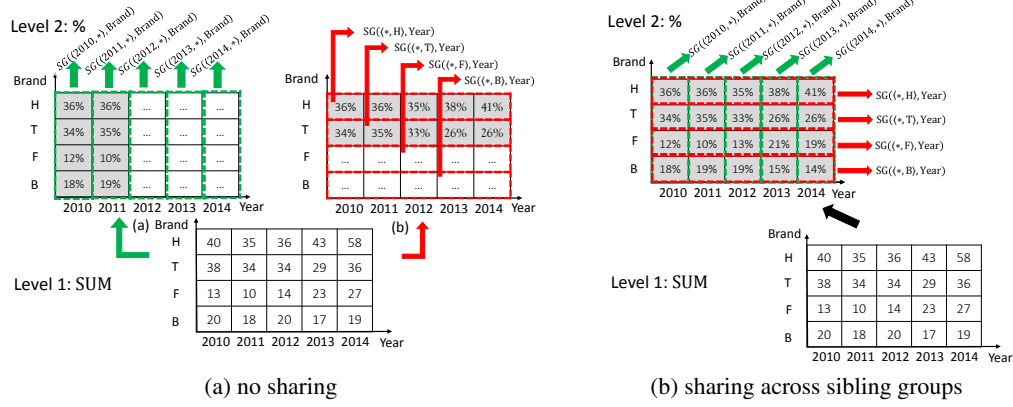 Level 2: %
SG((2010, *), Brand)
SG((2011, *), Brand)
SG((2012, *), Brand)
SG((2013, *), Brand)
SG((2014, *), Brand)
Brand
H 36% 36% ... ... ...
T 34% 35% ... ... ...
F 12% 10% ... ... ...
B 18% 19% ... ... ...
2010 2011 2012 2013 2014 Year
(a)
SG((*, H), Year)
SG((*, T), Year)
SG((*, F), Year)
SG((*, B), Year)
Brand
H 36% 36% 35% 38% 41%
T 34% 35% 33% 26% 26%
F ... ... ... ... ...
B ... ... ... ... ...
2010 2011 2012 2013 2014 Year
(b)
Level 1: SUM
Brand
H 40 35 36 43 58
T 38 34 34 29 36
F 13 10 14 23 27
B 20 18 20 17 19
2010 2011 2012 2013 2014 Year
(a) no sharing
Level 2: %
SG((2010, *), Brand)
SG((2011, *), Brand)
SG((2012, *), Brand)
SG((2013, *), Brand)
SG((2014, *), Brand)
Brand
H 36% 36% 35% 38% 41% SG((*, H), Year)
T 34% 35% 33% 26% 26% SG((*, T), Year)
F 12% 10% 13% 21% 19% SG((*, F), Year)
B 18% 19% 19% 15% 14% SG((*, B), Year)
2010 2011 2012 2013 2014 Year
Level 1: SUM
Brand
H 40 35 36 43 58
T 38 34 34 29 36
F 13 10 14 23 27
B 20 18 20 17 19
2010 2011 2012 2013 2014 Year
(b) sharing across sibling groups